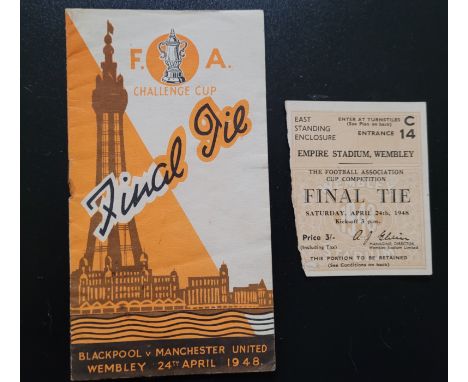 F. A.
CHALLENGE CUP
Final Tie
BLACKPOOL v MANCHESTER UNITED
WEMBLEY 24TH APRIL 1948.
EAST
STANDING
ENCLOSURE
ENTER AT TURNSTILES
(See Plan on back)
ENTRANCE
C
14
EMPIRE STADIUM, WEMBLEY
THE FOOTBALL ASSOCIATION
CUP COMPETITION
FINAL TIE
SATURDAY, APRIL 24th, 1948
Kick-off 3 p.m.
Price 3/-
(Including Tax)
MANAGING DIRECTOR
Wembley Stadium Limited
THIS PORTION TO BE RETAINED
(See Conditions on back)